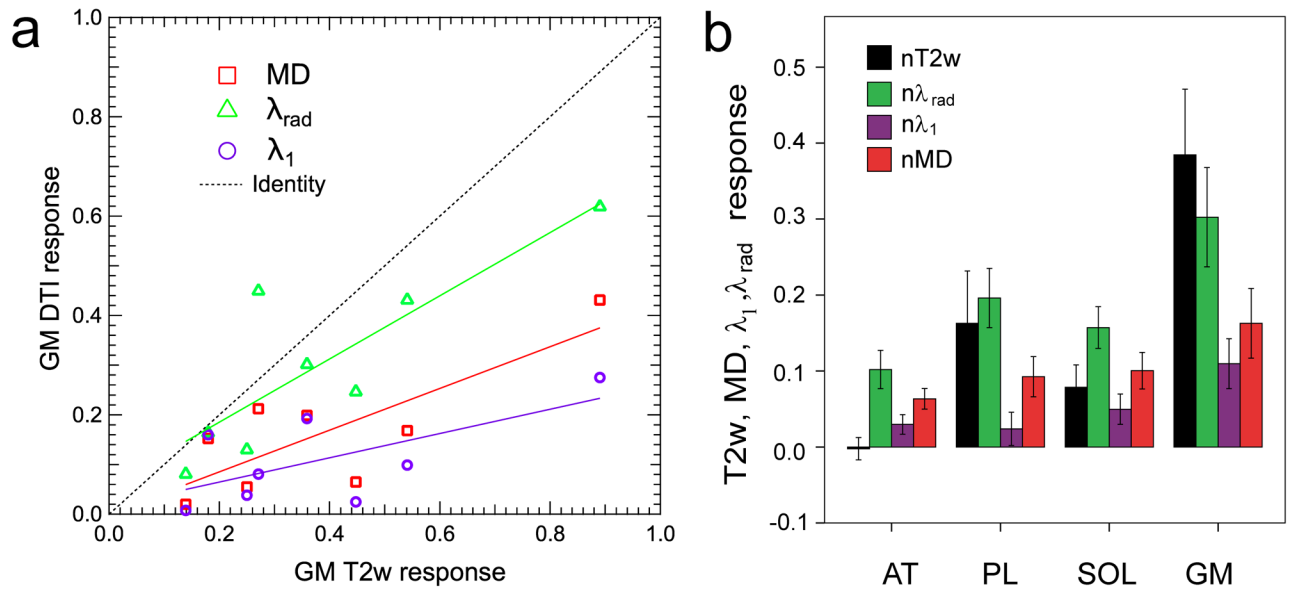 a
1.0
0.8
0.6
0.4
0.2
0.0
0.0 0.2 0.4 0.6 0.8 1.0
GM DTI response
GM T2w response
MD
λrad
λ1
Identity
b
0.5
0.4
0.3
0.2
0.1
0.0
-0.1
T2w, MD, λ1,λrad response
nT2w
nλrad
nλ1
nMD
AT PL SOL GM